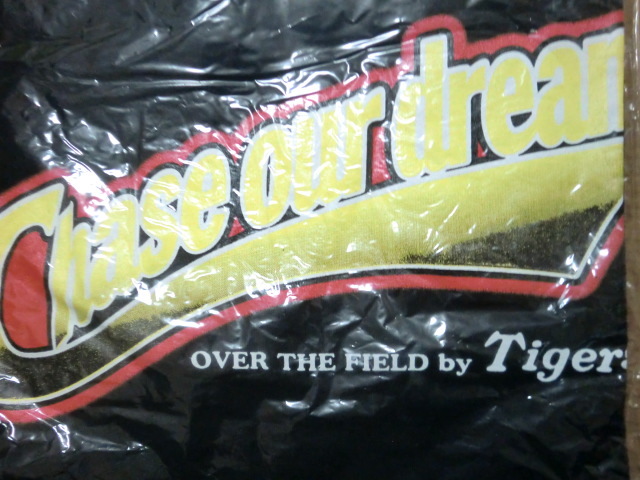 Chase our dream
OVER THE FIELD by Tigers